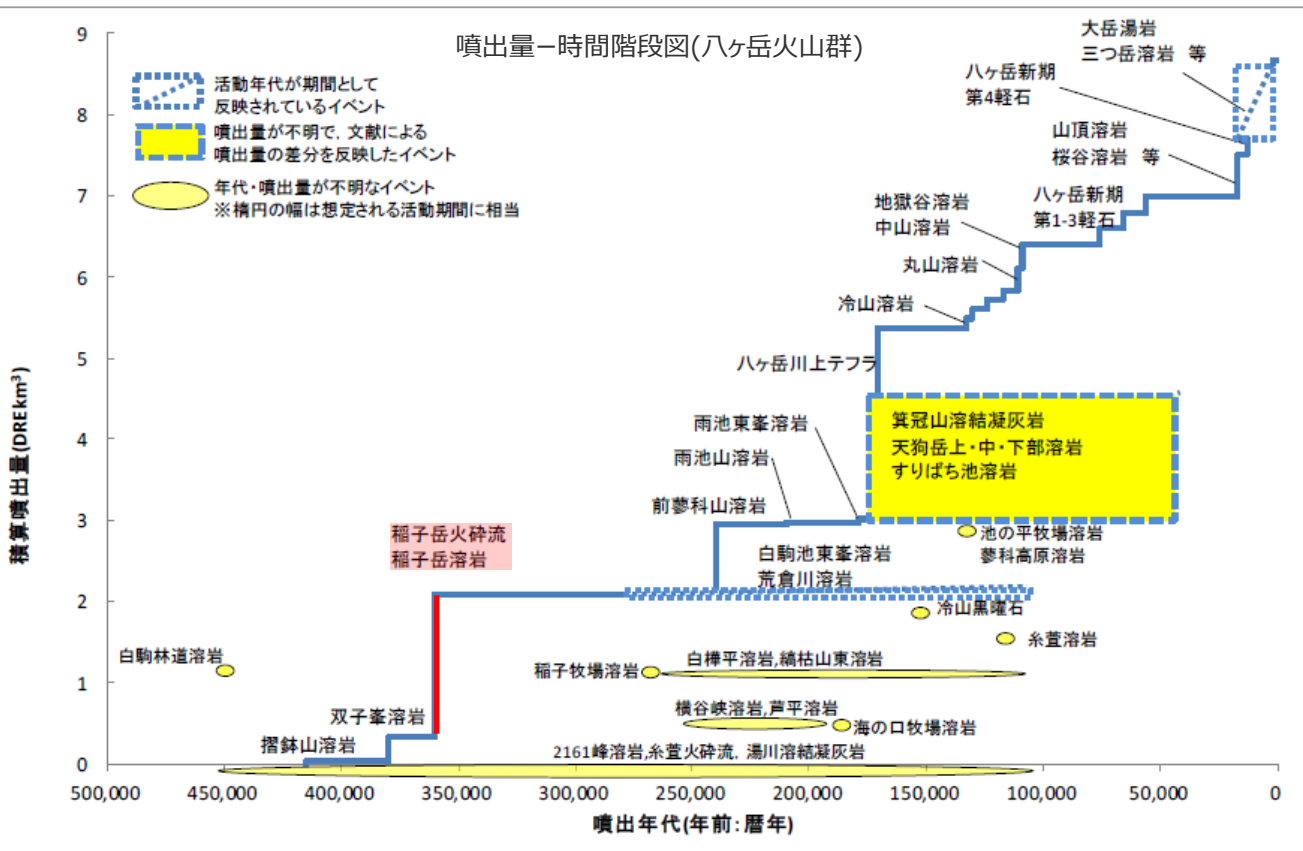 噴出量−時間階段図(八ヶ岳火山群)
活動年代が期間として
反映されているイベント
噴出量が不明で，文献による
噴出量の差分を反映したイベント
年代・噴出量が不明なイベント
※楕円の幅は想定される活動期間に相当
大岳湯岩
三つ岳溶岩　等
八ヶ岳新期
第4軽石
山頂溶岩
桜谷溶岩　等
八ヶ岳新期
第1-3軽石
地獄谷溶岩
中山溶岩
丸山溶岩
冷山溶岩
八ヶ岳川上テフラ
箕冠山溶結凝灰岩
天狗岳上・中・下部溶岩
すりばち池溶岩
雨池東峯溶岩
雨池山溶岩
前蓼科山溶岩
池の平牧場溶岩
蓼科高原溶岩
稲子岳火砕流
稲子岳溶岩
白駒池東峯溶岩
荒倉川溶岩
冷山黒曜石
糸萱溶岩
白駒林道溶岩
稲子牧場溶岩
白樺平溶岩,縞枯山東溶岩
横谷峡溶岩,芦平溶岩
海の口牧場溶岩
双子峯溶岩
摺鉢山溶岩
2161峰溶岩,糸萱火砕流，湯川溶結凝灰岩
積算噴出量(DREkm³)
9
8
7
6
5
4
3
2
1
0
500,000
450,000
400,000
350,000
300,000
250,000
200,000
150,000
100,000
50,000
0
噴出年代(年前:暦年)